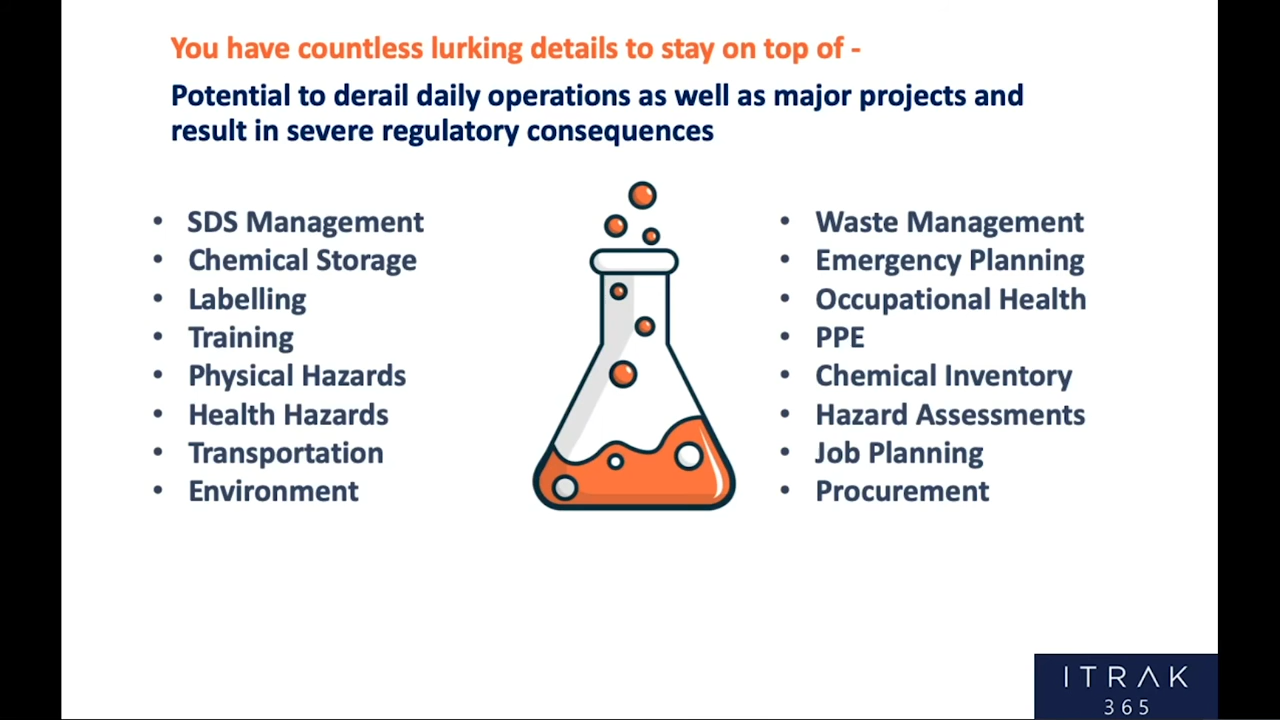 You have countless lurking details to stay on top of -
Potential to derail daily operations as well as major projects and
result in severe regulatory consequences
• SDS Management
• Chemical Storage
• Labelling
• Training
• Physical Hazards
• Health Hazards
• Transportation
• Environment
• Waste Management
• Emergency Planning
• Occupational Health
• PPE
• Chemical Inventory
• Hazard Assessments
• Job Planning
• Procurement
ITRAK
365